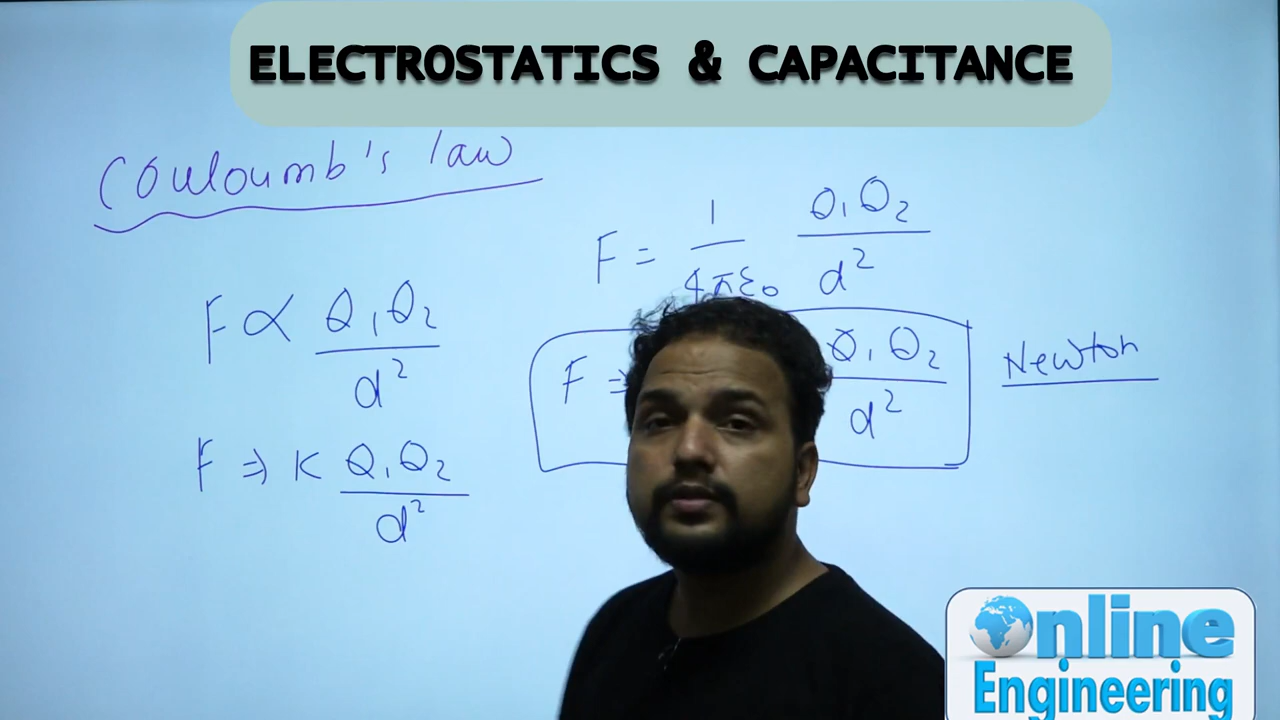 ELECTROSTATICS & CAPACITANCE
Couloumb's law
F ∝ Q₁Q₂ / d²
F ⇒ K Q₁Q₂ / d²
F = 1 / 4πε₀ Q₁Q₂ / d²
F ⇒ Q₁Q₂ / d² Newton
Online
Engineering